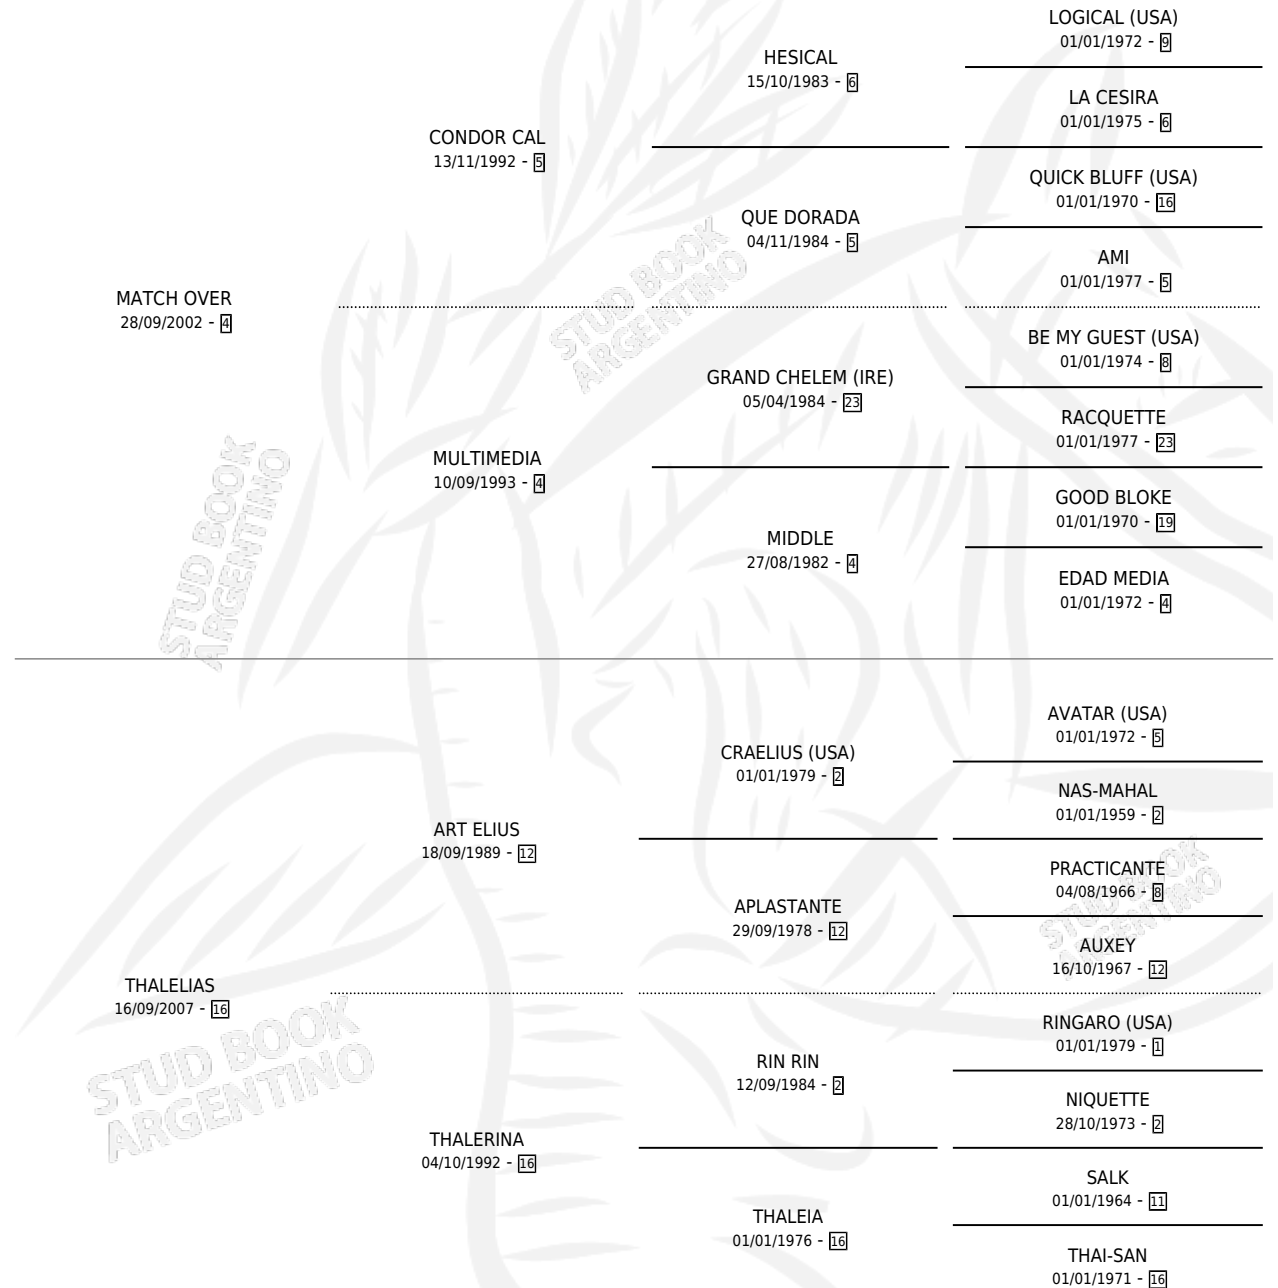 LOGICAL (USA)
01/01/1972 - 9
HESICAL
15/10/1983 - 6
LA CESIRA
01/01/1975 - 6
CONDOR CAL
13/11/1992 - 5
QUICK BLUFF (USA)
01/01/1970 - 16
QUE DORADA
04/11/1984 - 5
AMI
01/01/1977 - 5
MATCH OVER
28/09/2002 - 4
BE MY GUEST (USA)
01/01/1974 - 8
GRAND CHELEM (IRE)
05/04/1984 - 23
RACQUETTE
01/01/1977 - 23
MULTIMEDIA
10/09/1993 - 4
GOOD BLOKE
01/01/1970 - 19
MIDDLE
27/08/1982 - 4
EDAD MEDIA
01/01/1972 - 4
AVATAR (USA)
01/01/1972 - 5
CRAELIUS (USA)
01/01/1979 - 2
NAS-MAHAL
01/01/1959 - 2
ART ELIUS
18/09/1989 - 12
PRACTICANTE
04/08/1966 - 8
APLASTANTE
29/09/1978 - 12
AUXEY
16/10/1967 - 12
THALELIAS
16/09/2007 - 16
RINGARO (USA)
01/01/1979 - 1
RIN RIN
12/09/1984 - 2
NIQUETTE
28/10/1973 - 2
THALERINA
04/10/1992 - 16
SALK
01/01/1964 - 11
THALEIA
01/01/1976 - 16
THAI-SAN
01/01/1971 - 16
STUD BOOK
ARGENTINO
STUD BOOK
ARGENTINO
STUD BOOK
ARGENTINO
STUD BOOK
ARGENTINO